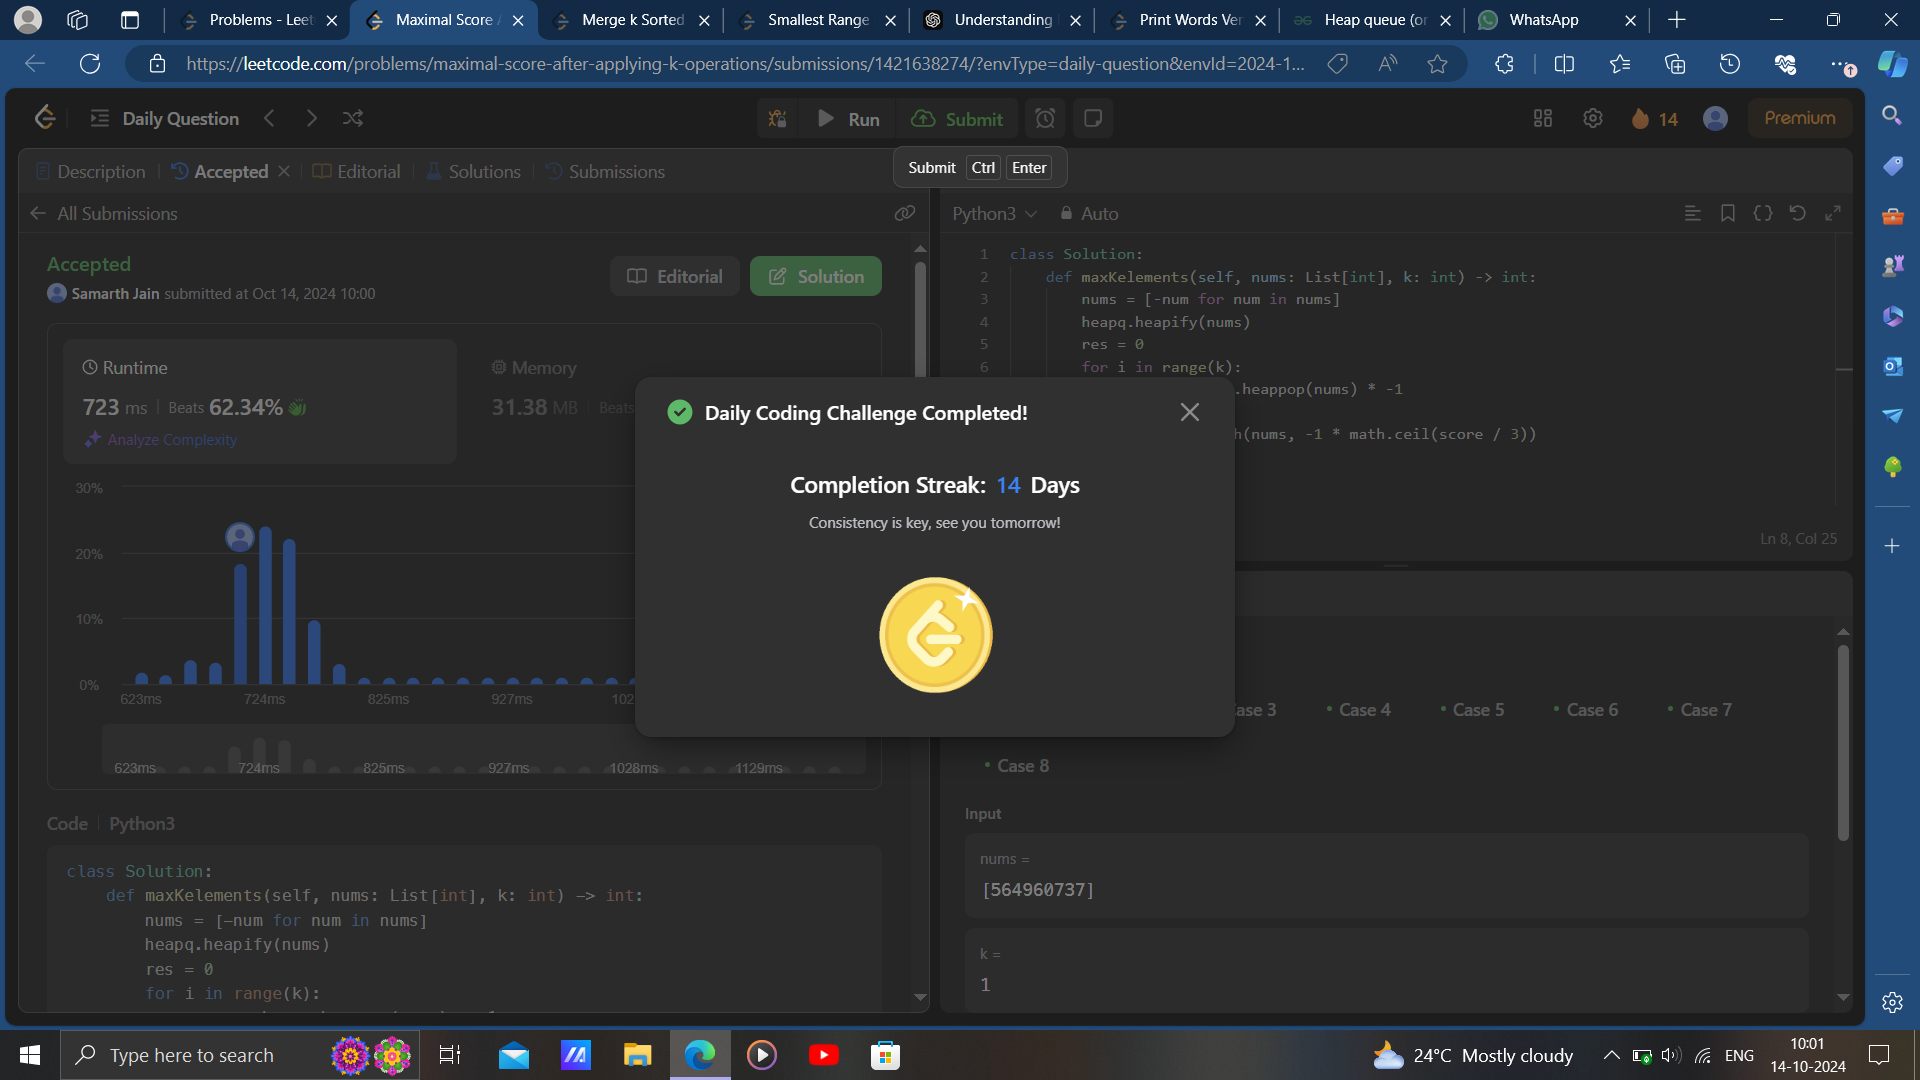 Problems - Leet
Maximal Score
Merge k Sorted
Smallest Range
Understanding
Print Words Ver
Heap queue (or
WhatsApp
https://leetcode.com/problems/maximal-score-after-applying-k-operations/submissions/1421638274/?envType=daily-question&envId=2024-1...
Daily Question
Run
Submit
14
Premium
Description
Accepted
Editorial
Solutions
Submissions
Submit Ctrl Enter
All Submissions
Python3
Auto
Accepted
Samarth Jain submitted at Oct 14, 2024 10:00
Editorial
Solution
Runtime
723 ms
Beats 62.34%
Analyze Complexity
Memory
31.38 MB
Beats
30%
20%
10%
0%
623ms
724ms
825ms
927ms
102
623ms
724ms
825ms
927ms
1028ms
1129ms
Code
Python3
class Solution:
def maxKelements(self, nums: List[int], k: int) -> int:
nums = [-num for num in nums]
heapq.heapify(nums)
res = 0
for i in range(k):
1 class Solution:
2 def maxKelements(self, nums: List[int], k: int) -> int:
3 nums = [-num for num in nums]
4 heapq.heapify(nums)
5 res = 0
6 for i in range(k):
.heappop(nums) * -1
h(nums, -1 * math.ceil(score / 3))
Ln 8, Col 25
Daily Coding Challenge Completed!
Completion Streak: 14 Days
Consistency is key, see you tomorrow!
ase 3
Case 4
Case 5
Case 6
Case 7
Case 8
Input
nums =
[564960737]
k =
1
Type here to search
24°C Mostly cloudy
ENG
10:01
14-10-2024